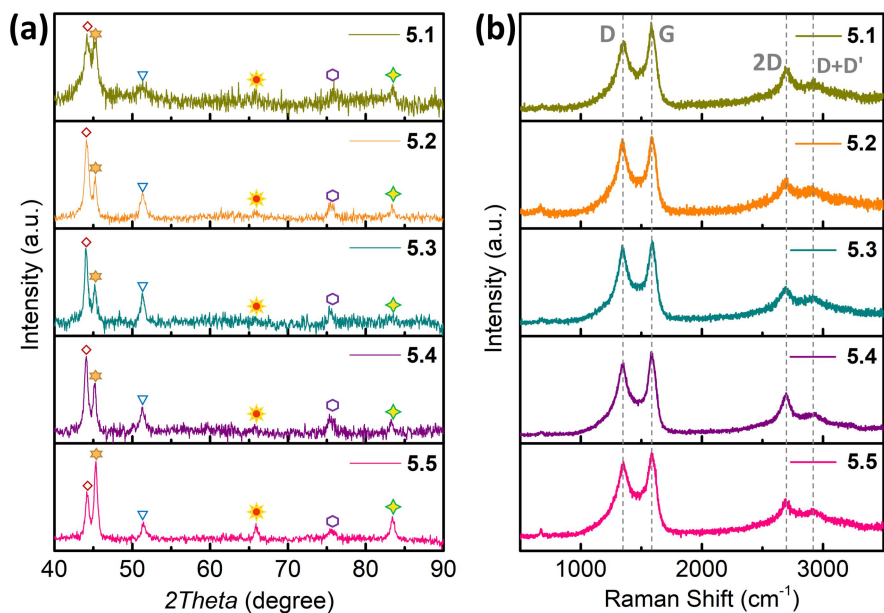 (a)
5.1
5.2
5.3
5.4
5.5
Intensity (a.u.)
40 50 60 70 80 90
2Theta (degree)
(b)
D G 2D D+D'
5.1
5.2
5.3
5.4
5.5
Intensity (a.u.)
1000 2000 3000
Raman Shift (cm⁻¹)